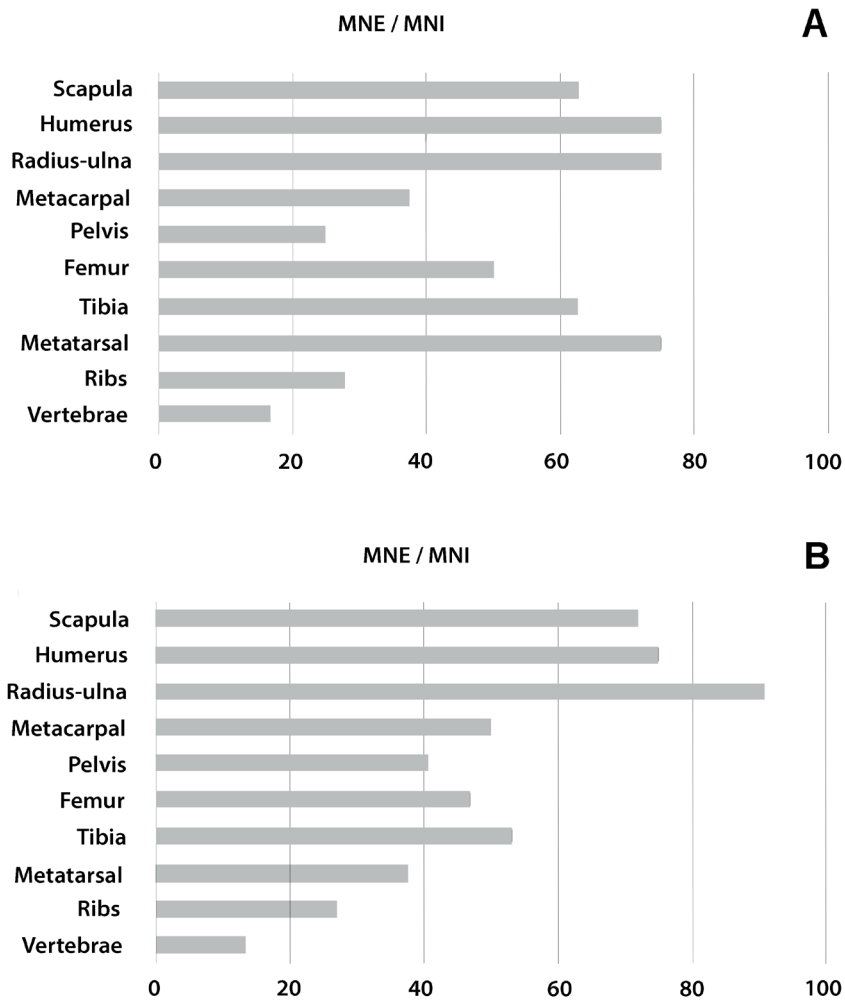 MNE / MNI
A
Scapula
Humerus
Radius-ulna
Metacarpal
Pelvis
Femur
Tibia
Metatarsal
Ribs
Vertebrae
0 20 40 60 80 100
MNE / MNI
B
Scapula
Humerus
Radius-ulna
Metacarpal
Pelvis
Femur
Tibia
Metatarsal
Ribs
Vertebrae
0 20 40 60 80 100